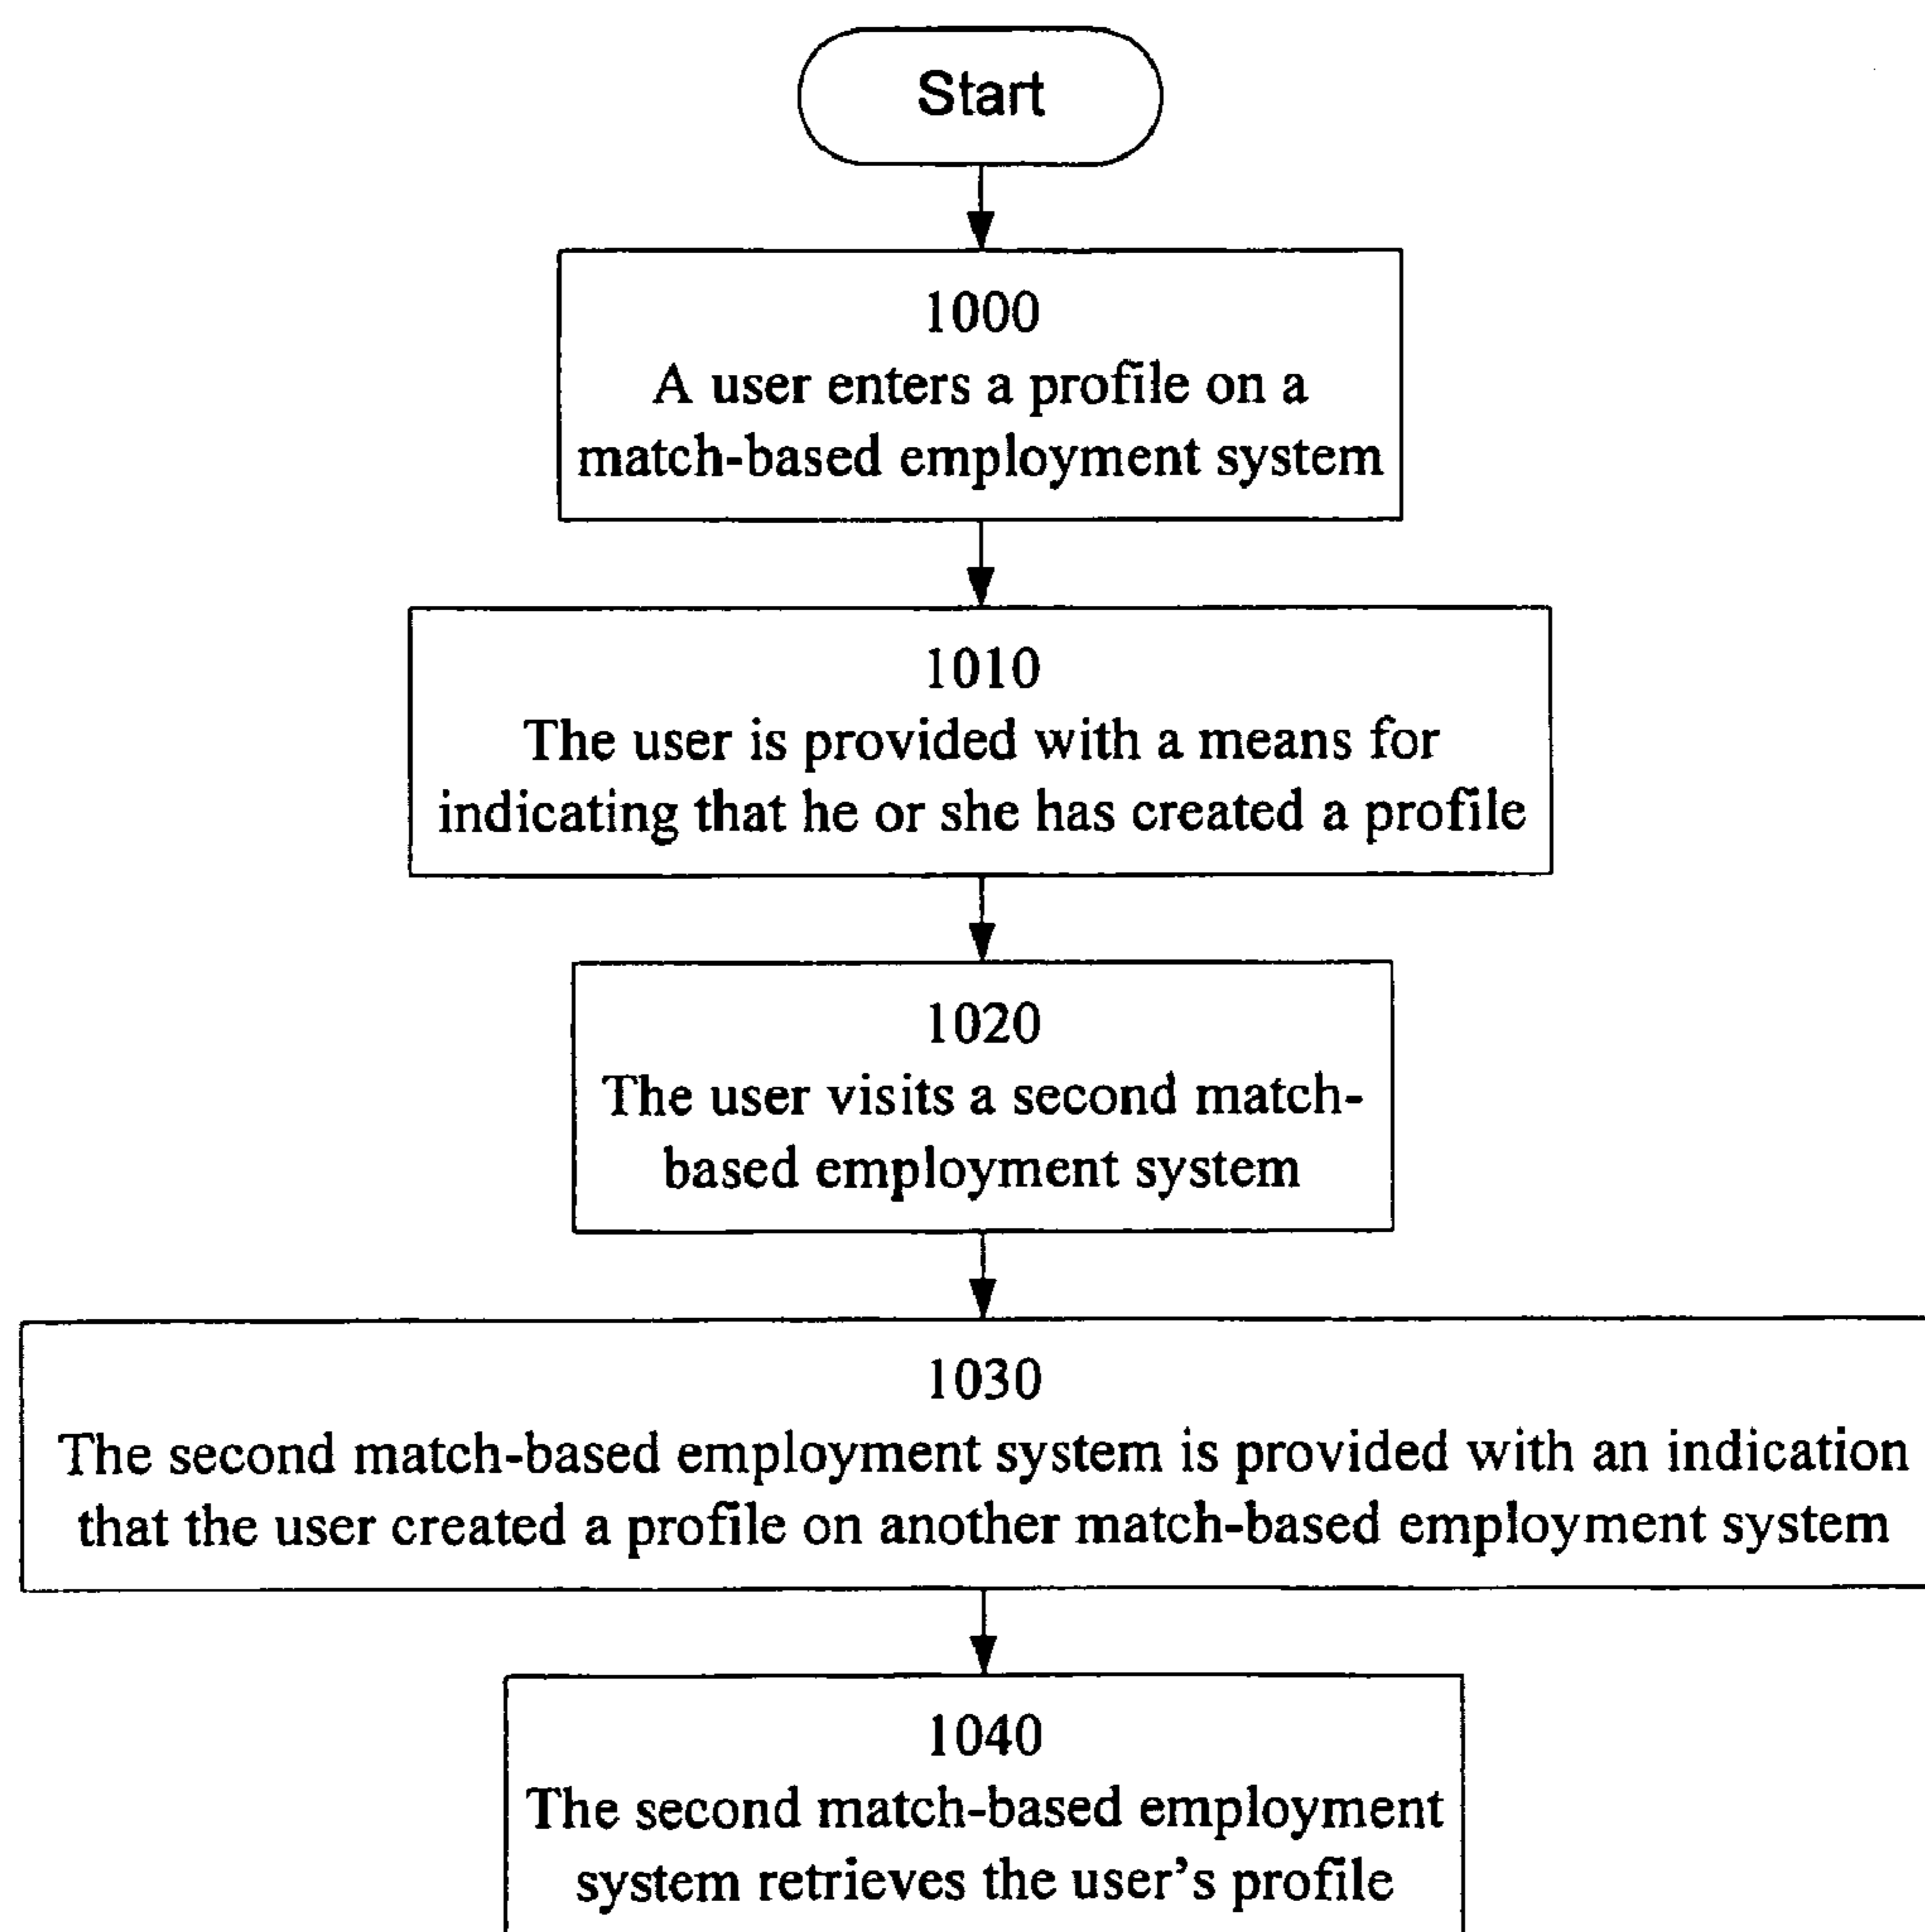 Start
1000
A user enters a profile on a
match-based employment system
1010
The user is provided with a means for
indicating that he or she has created a profile
1020
The user visits a second match-
based employment system
1030
The second match-based employment system is provided with an indication
that the user created a profile on another match-based employment system
1040
The second match-based employment
system retrieves the user's profile